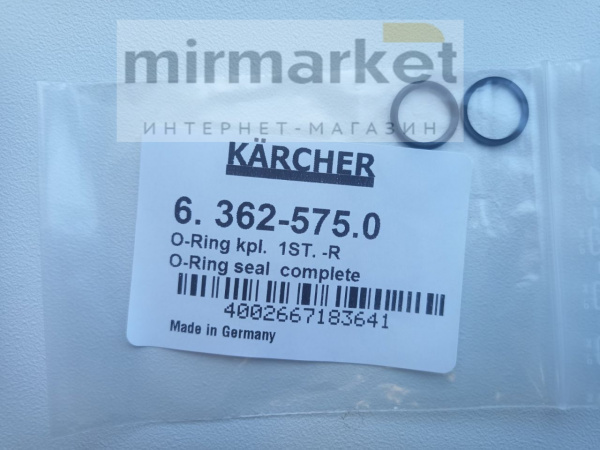 mirmarket
ИНТЕРНЕТ-МАГАЗИН
KÄRCHER
6. 362-575.0
O-Ring kpl. 1ST. -R
O-Ring seal complete
4002667183641
Made in Germany